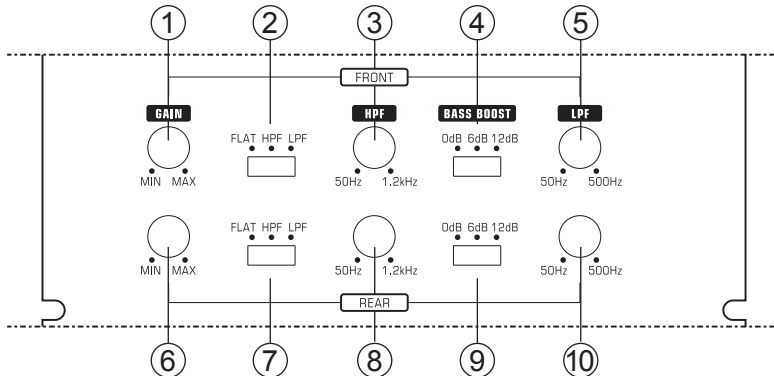 1 2 3 4 5
FRONT
GAIN HPF BASS BOOST LPF
FLAT HPF LPF 0dB 6dB 12dB
MIN MAX 50Hz 1.2kHz 50Hz 500Hz
FLAT HPF LPF 0dB 6dB 12dB
MIN MAX 50Hz 1.2kHz 50Hz 500Hz
REAR
6 7 8 9 10